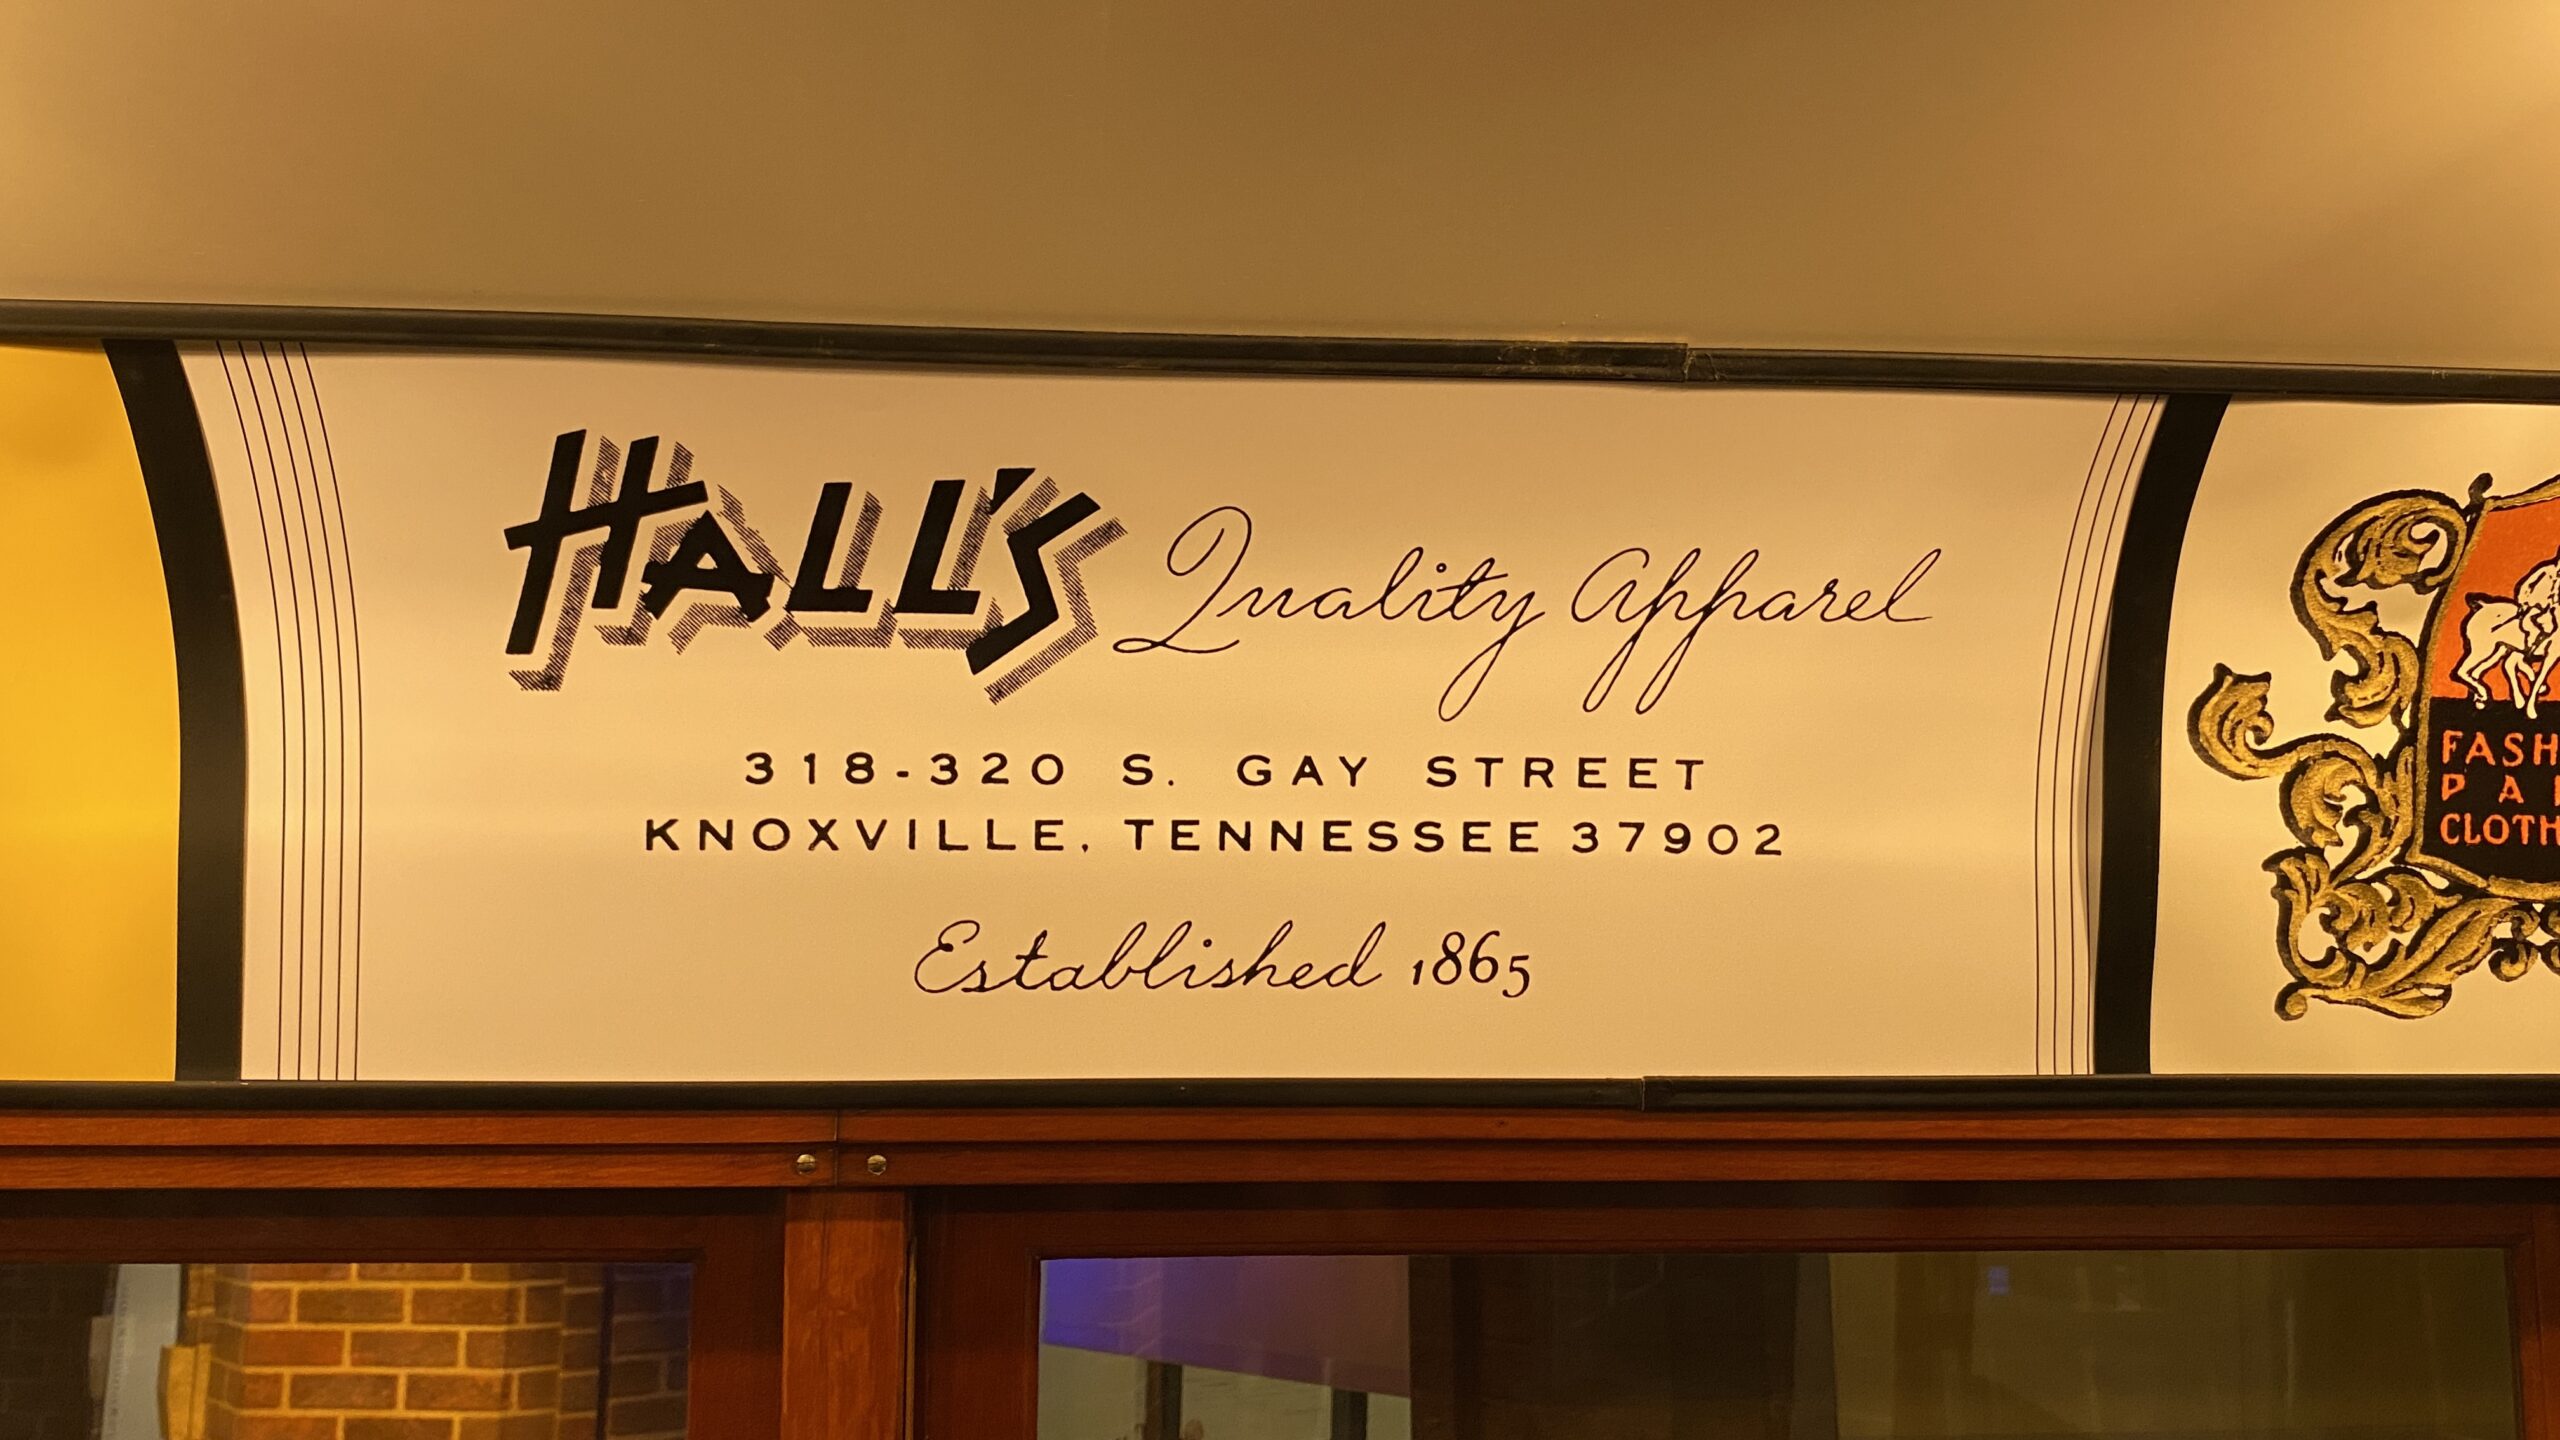 HALL'S Quality Apparel
318-320 S. GAY STREET
KNOXVILLE, TENNESSEE 37902
Established 1865